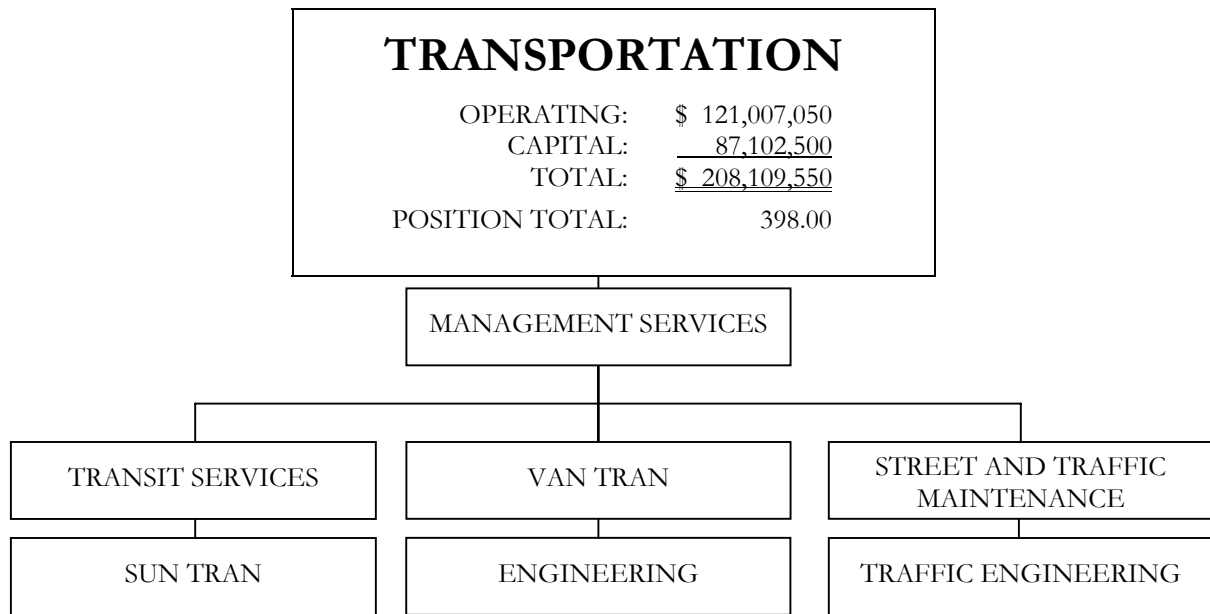 TRANSPORTATION
OPERATING: $ 121,007,050
CAPITAL: 87,102,500
TOTAL: $ 208,109,550
POSITION TOTAL: 398.00
MANAGEMENT SERVICES
TRANSIT SERVICES
VAN TRAN
STREET AND TRAFFIC
MAINTENANCE
SUN TRAN
ENGINEERING
TRAFFIC ENGINEERING